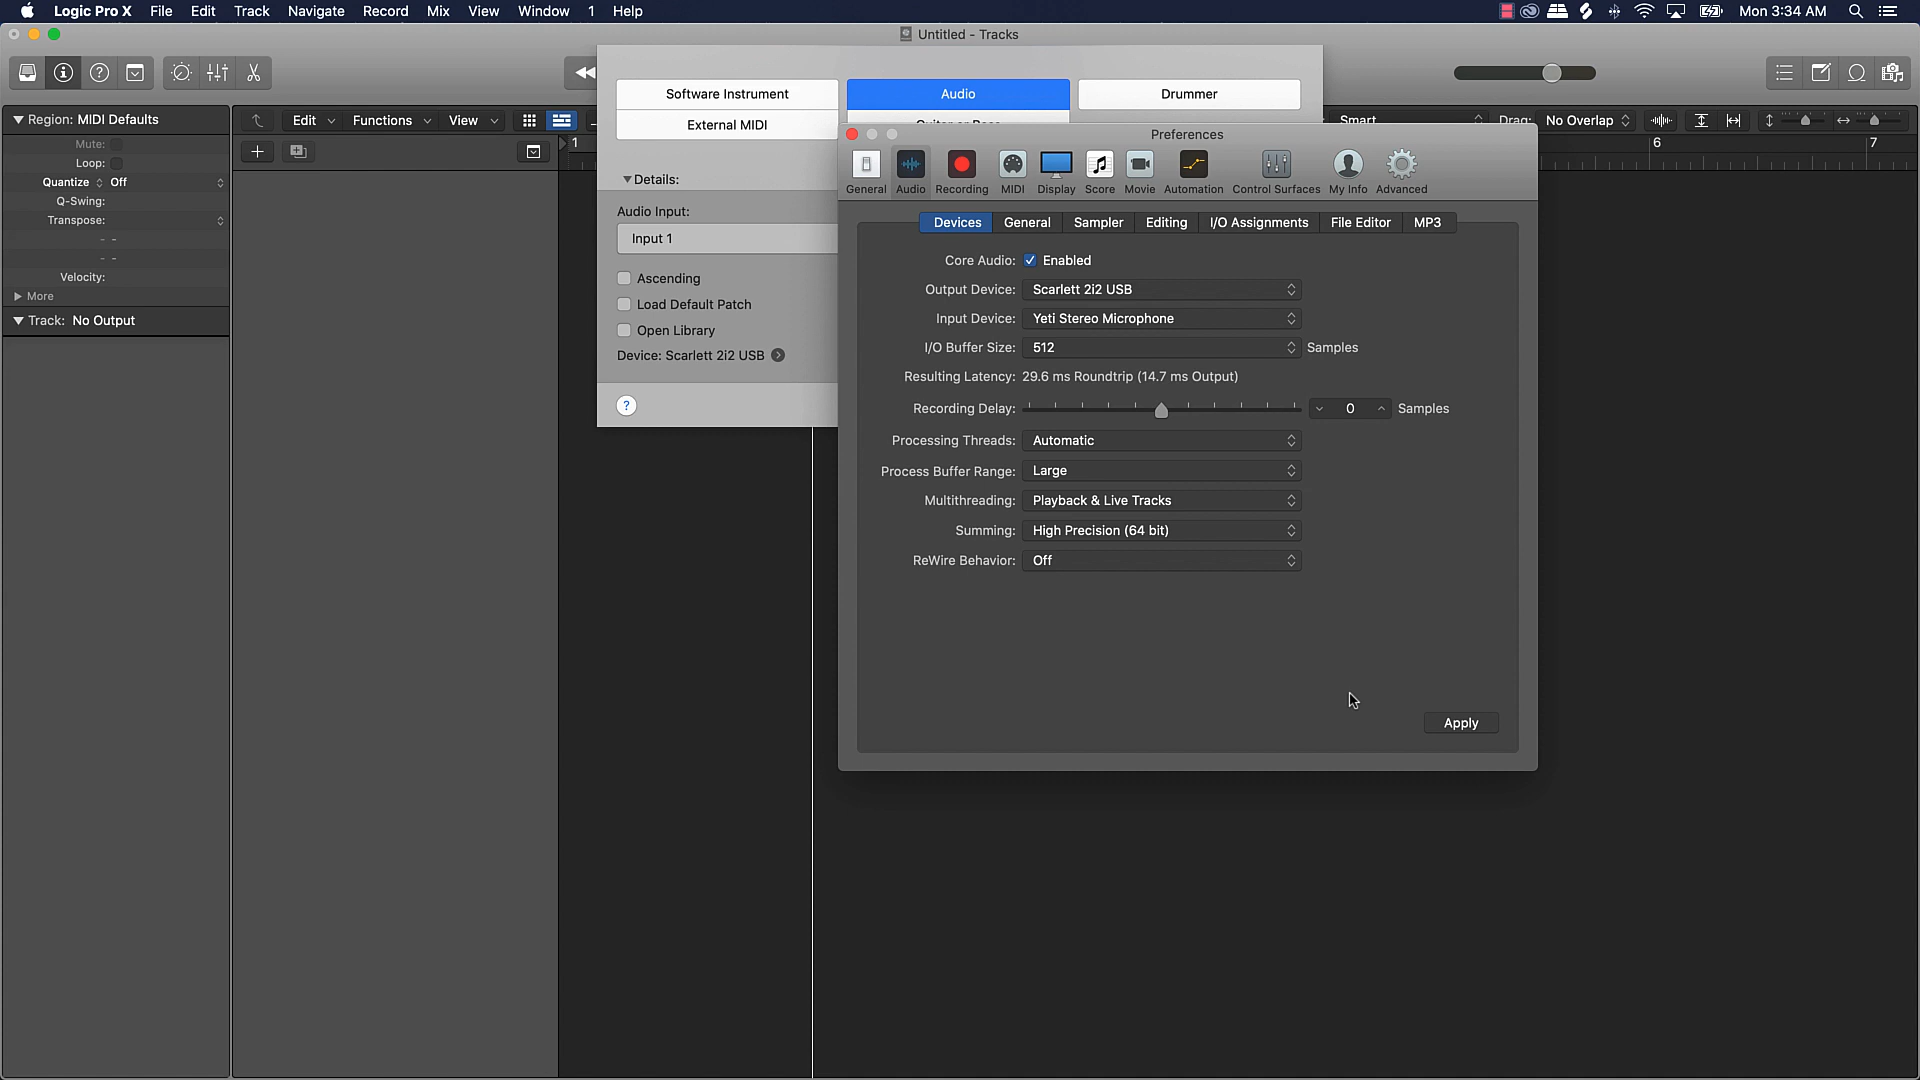 Logic Pro X File Edit Track Navigate Record Mix View Window 1 Help Mon 3:34 AM
Untitled - Tracks
Software Instrument Audio Drummer
External MIDI
Region: MIDI Defaults
Edit Functions View
Smart Drag: No Overlap
Preferences
1 6 7
Mute:
Loop:
Quantize Off
Q-Swing:
Transpose:
- -
- -
Velocity:
More
Track: No Output
Details:
Audio Input:
Input 1
Ascending
Load Default Patch
Open Library
Device: Scarlett 2i2 USB
?
General Audio Recording MIDI Display Score Movie Automation Control Surfaces My Info Advanced
Devices General Sampler Editing I/O Assignments File Editor MP3
Core Audio: Enabled
Output Device: Scarlett 2i2 USB
Input Device: Yeti Stereo Microphone
I/O Buffer Size: 512 Samples
Resulting Latency: 29.6 ms Roundtrip (14.7 ms Output)
Recording Delay: 0 Samples
Processing Threads: Automatic
Process Buffer Range: Large
Multithreading: Playback & Live Tracks
Summing: High Precision (64 bit)
ReWire Behavior: Off
Apply